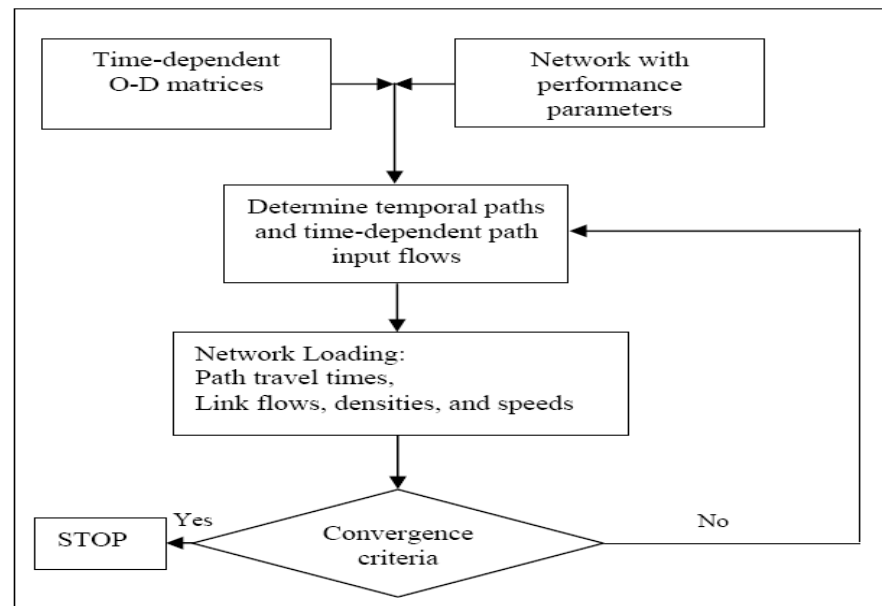 Time-dependent
O-D matrices
Network with
performance
parameters
Determine temporal paths
and time-dependent path
input flows
Network Loading:
Path travel times,
Link flows, densities, and speeds
Convergence
criteria
Yes
STOP
No